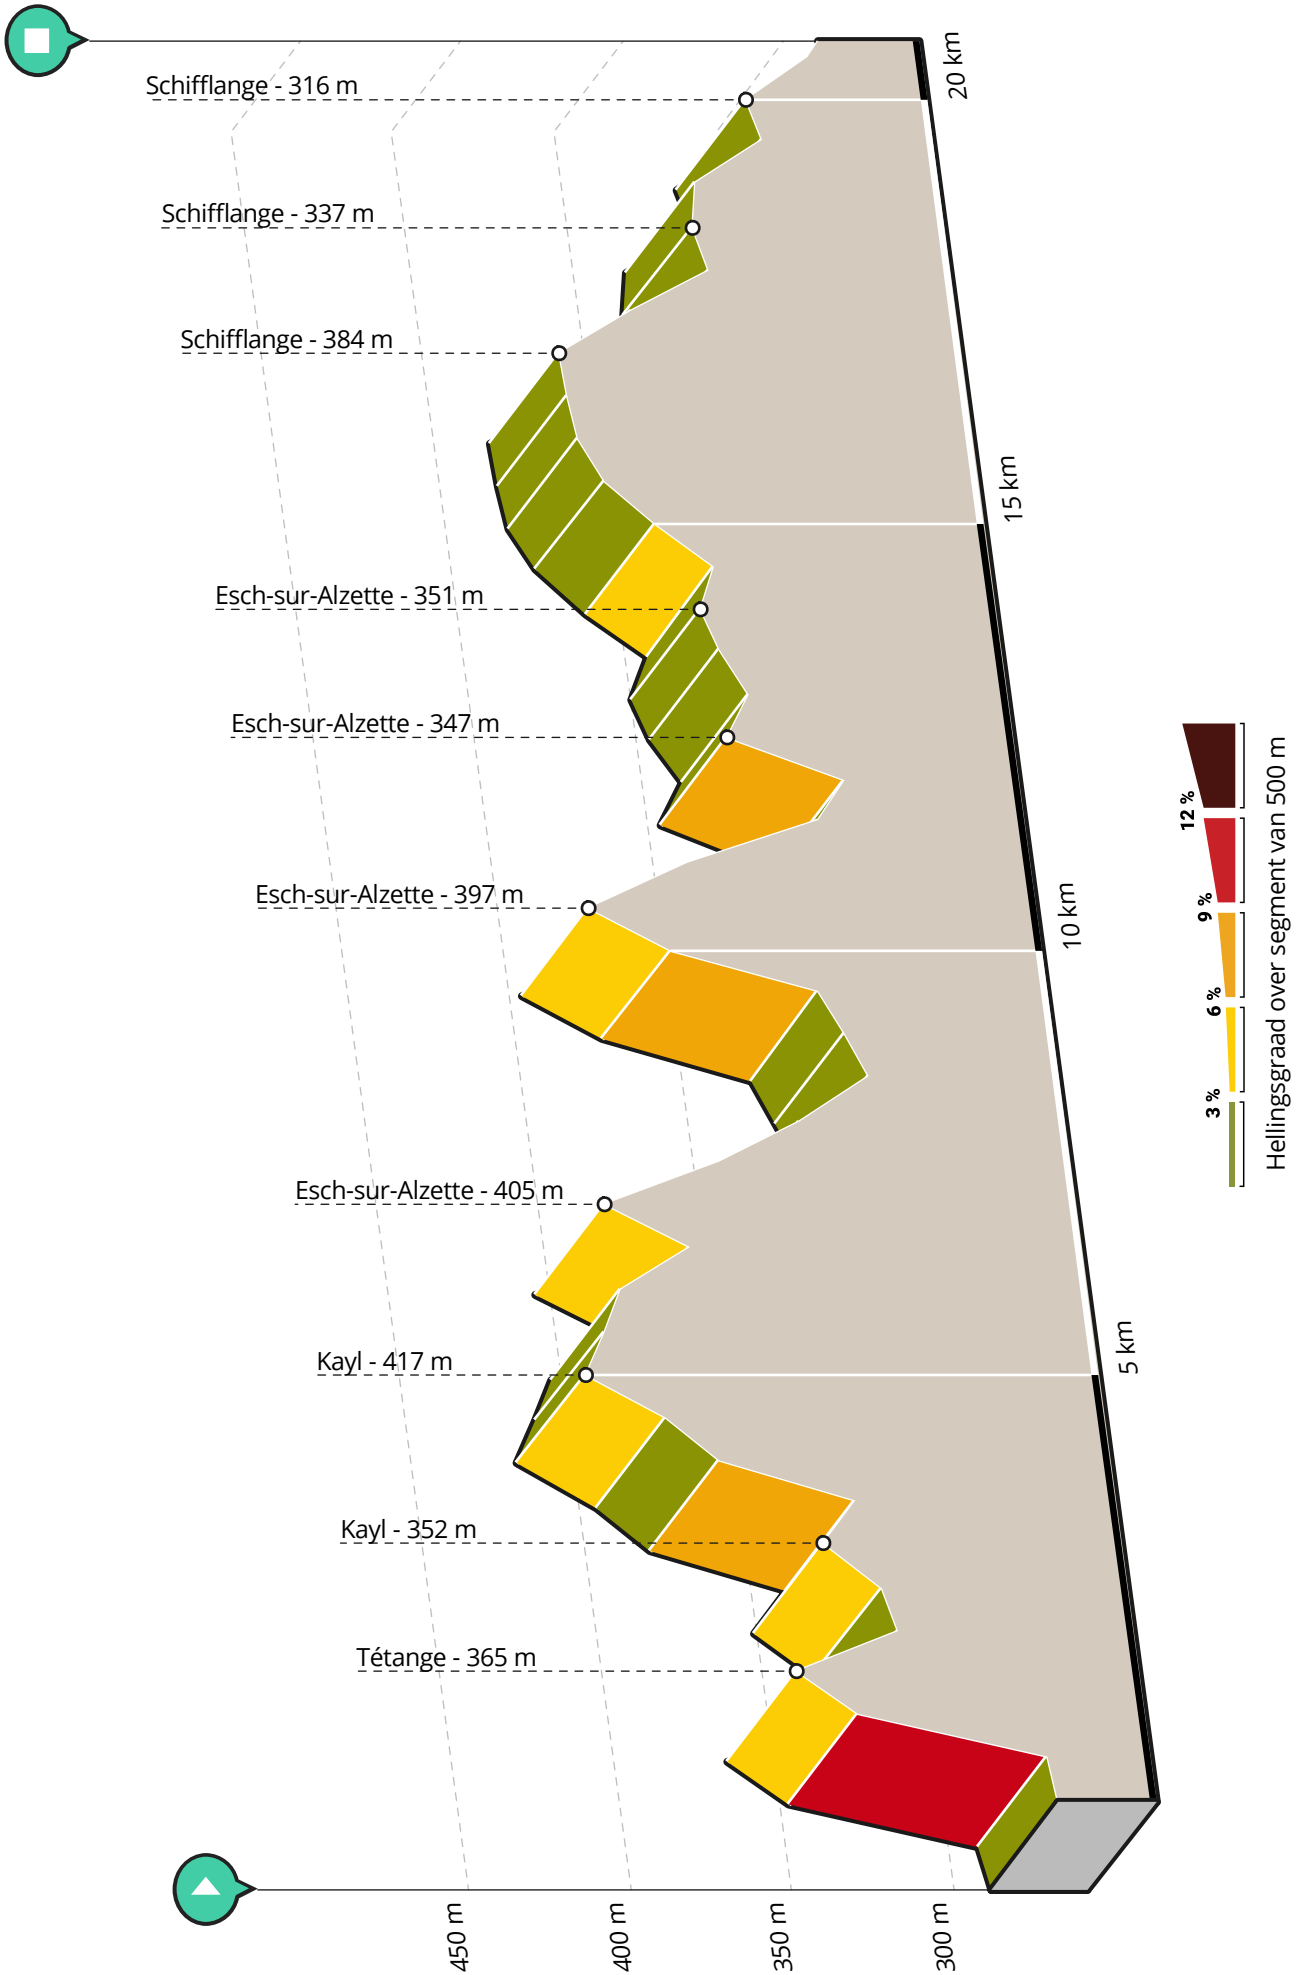 Schifflange - 316 m
Schifflange - 337 m
Schifflange - 384 m
Esch-sur-Alzette - 351 m
Esch-sur-Alzette - 347 m
Esch-sur-Alzette - 397 m
Esch-sur-Alzette - 405 m
Kayl - 417 m
Kayl - 352 m
Tétange - 365 m
450 m
400 m
350 m
300 m
5 km
10 km
15 km
20 km
3 %
6 %
9 %
12 %
Hellingsgraad over segment van 500 m